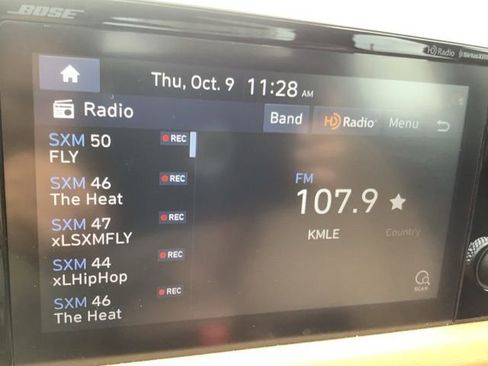 BOSE
HD Radio
SiriusXM
Thu, Oct. 9 11:28 AM
Radio
Band
HD Radio
Menu
SXM 50
REC
FLY
SXM 46
REC
The Heat
SXM 47
REC
xLSXMFLY
SXM 44
REC
xLHipHop
SXM 46
REC
The Heat
FM
107.9
KMLE
Country
SCAN